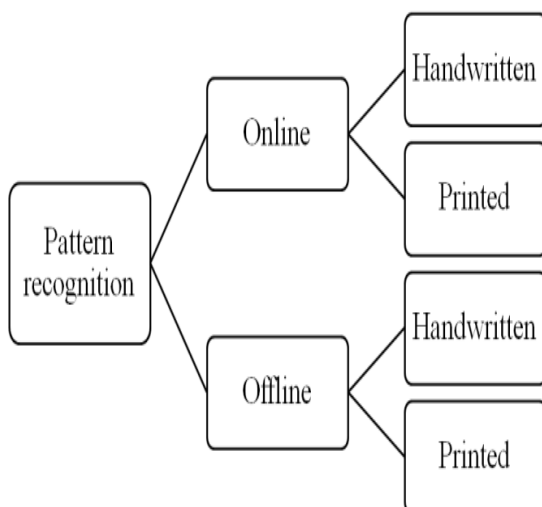 Pattern
recognition
Online
Handwritten
Printed
Offline
Handwritten
Printed